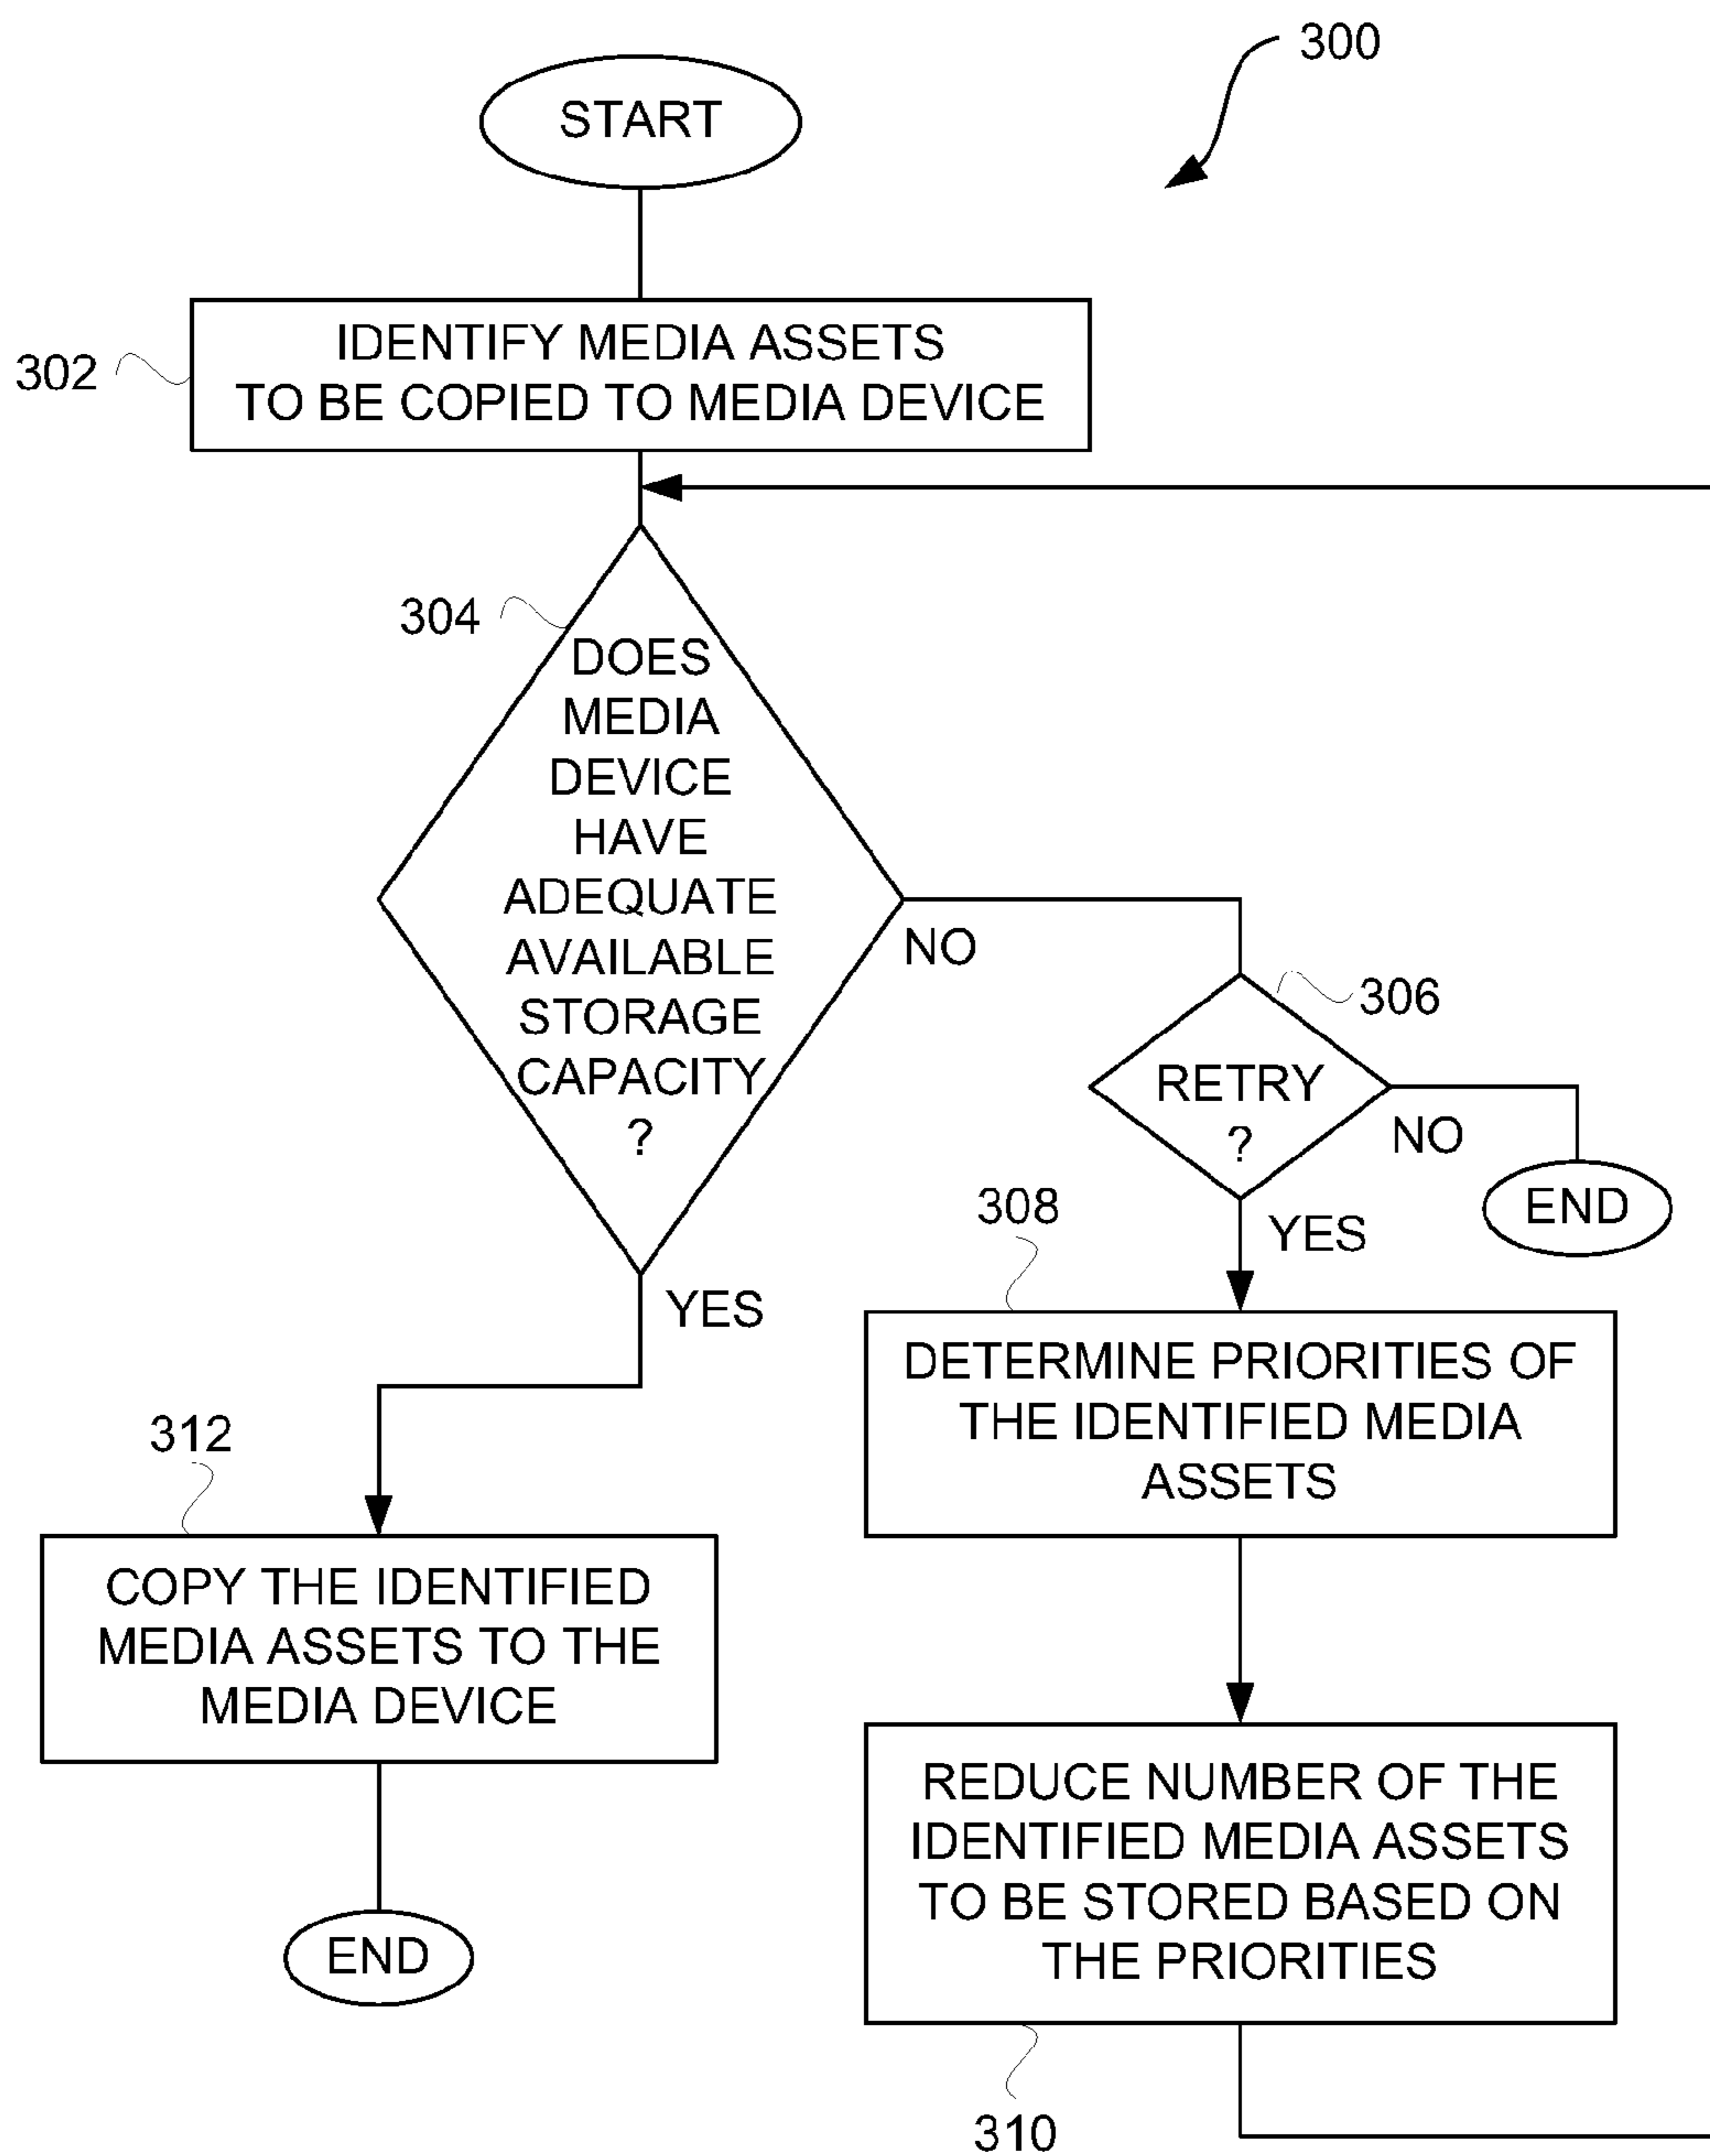 300
START
302
IDENTIFY MEDIA ASSETS
TO BE COPIED TO MEDIA DEVICE
304
DOES
MEDIA
DEVICE
HAVE
ADEQUATE
AVAILABLE
STORAGE
CAPACITY
?
NO
306
RETRY
?
NO
END
YES
308
DETERMINE PRIORITIES OF
THE IDENTIFIED MEDIA
ASSETS
YES
312
COPY THE IDENTIFIED
MEDIA ASSETS TO THE
MEDIA DEVICE
END
REDUCE NUMBER OF THE
IDENTIFIED MEDIA ASSETS
TO BE STORED BASED ON
THE PRIORITIES
310